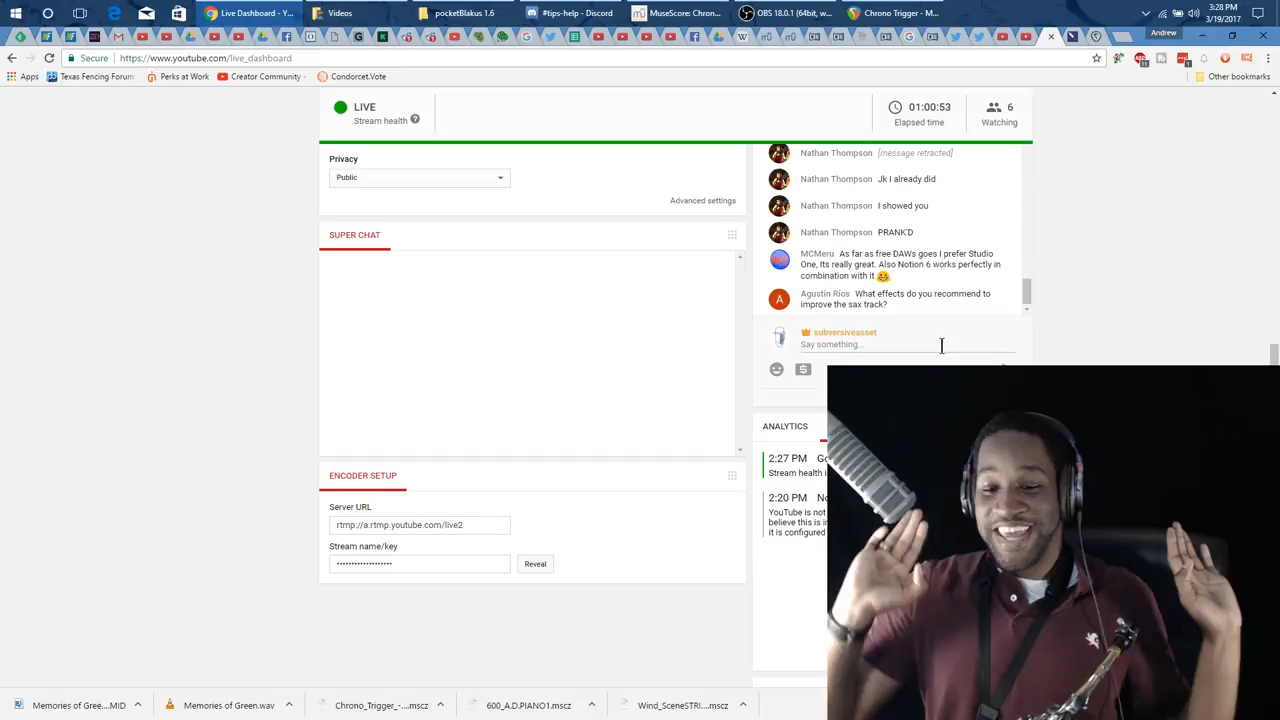 Live Dashboard - Y...
Videos
pocketBlakus 1.6
#tips-help - Discord
MuseScore: Chron...
OBS 18.0.1 (64bit, w...
Chrono Trigger - M...
3:28 PM
3/19/2017
Andrew
Secure
https://www.youtube.com/live_dashboard
Apps
Texas Fencing Forum
Perks at Work
Creator Community
Condorcet.Vote
Other bookmarks
LIVE
Stream health
01:00:53
Elapsed time
6
Watching
Privacy
Public
Advanced settings
SUPER CHAT
ENCODER SETUP
Server URL
rtmp://a.rtmp.youtube.com/live2
Stream name/key
••••••••••••••••••••
Reveal
Nathan Thompson [message retracted]
Nathan Thompson Jk I already did
Nathan Thompson I showed you
Nathan Thompson PRANK'D
MCMeru As far as free DAWs goes I prefer Studio
One, Its really great. Also Notion 6 works perfectly in
combination with it
A
Agustín Ríos What effects do you recommend to
improve the sax track?
subversiveasset
Say something...
ANALYTICS
2:27 PM
Stream health i
2:20 PM
YouTube is not
believe this is i
it is configured
Memories of Gree....MID
Memories of Green.wav
Chrono_Trigger_-....mscz
600_A.D.PIANO1.mscz
Wind_SceneSTRI....mscz